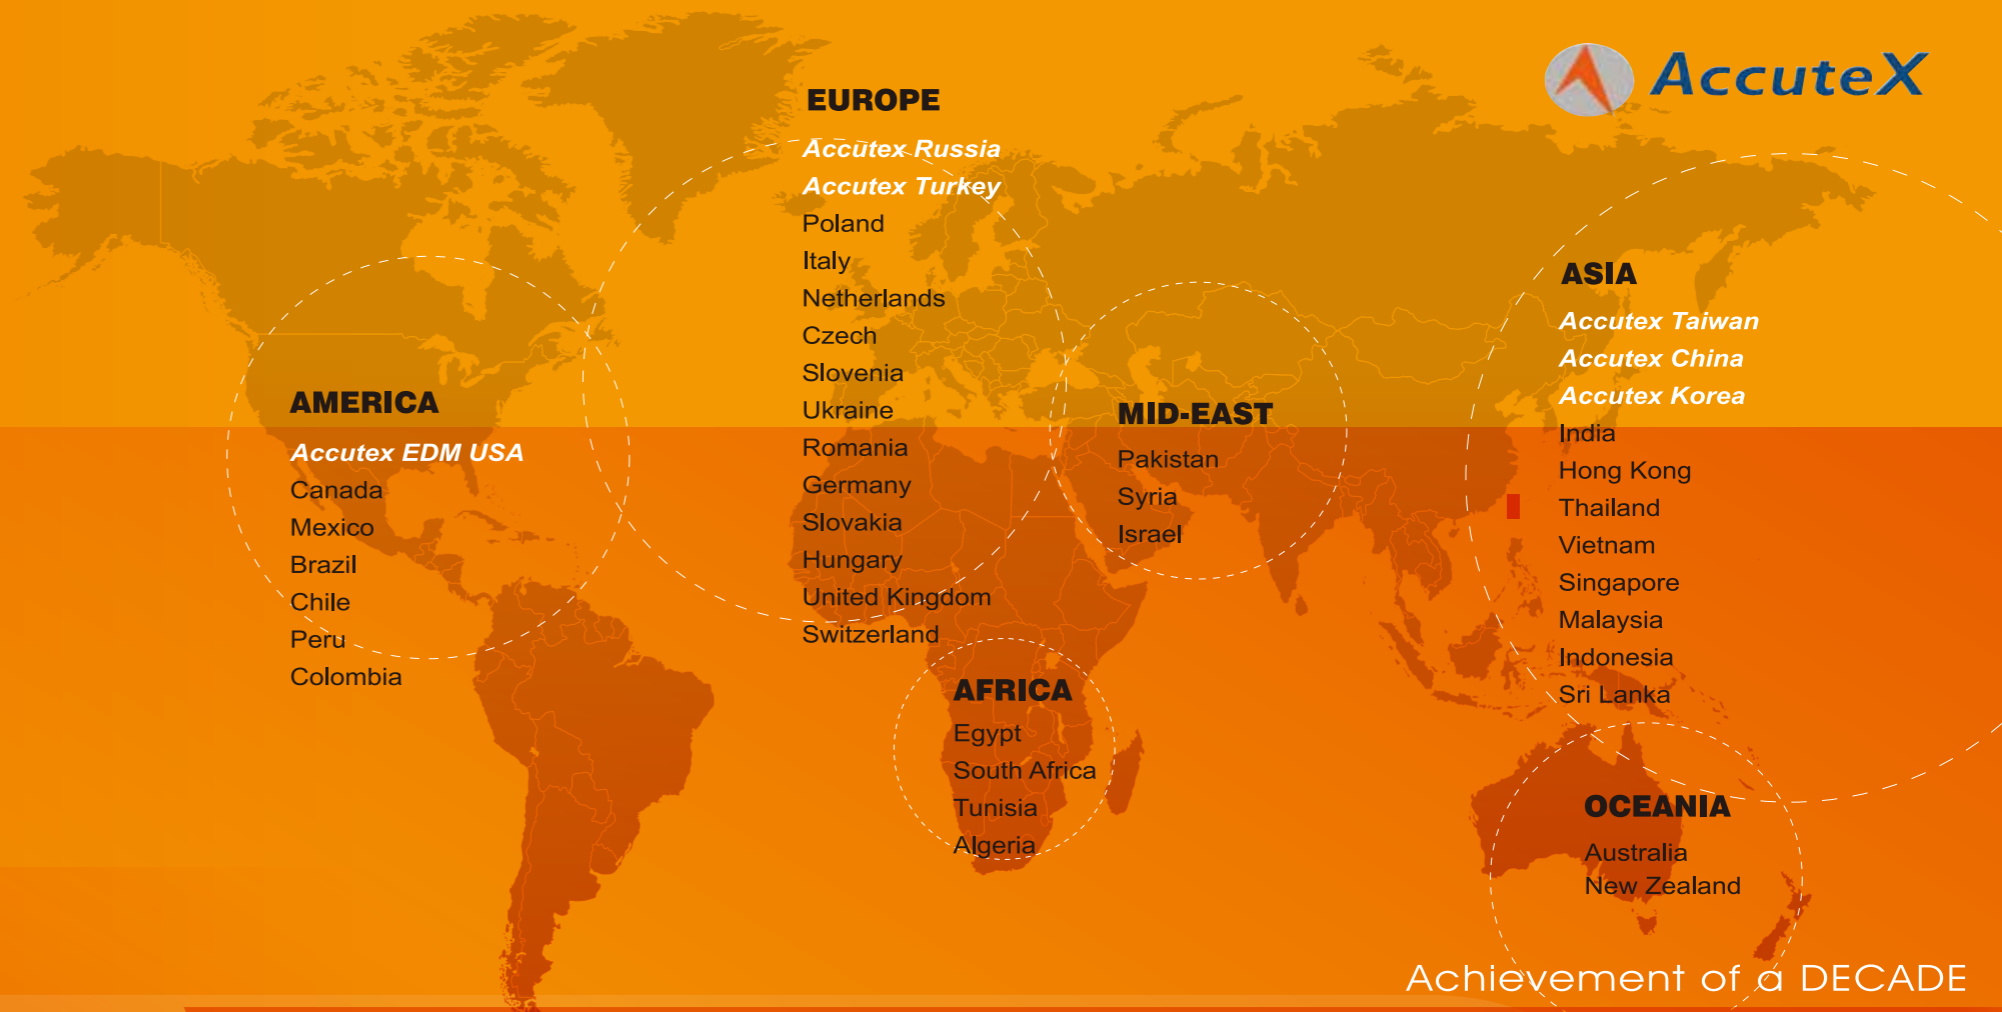 AccuteX
EUROPE
Accutex Russia
Accutex Turkey
Poland
Italy
Netherlands
Czech
Slovenia
Ukraine
Romania
Germany
Slovakia
Hungary
United Kingdom
Switzerland
ASIA
Accutex Taiwan
Accutex China
Accutex Korea
India
Hong Kong
Thailand
Vietnam
Singapore
Malaysia
Indonesia
Sri Lanka
AMERICA
Accutex EDM USA
Canada
Mexico
Brazil
Chile
Peru
Colombia
MID-EAST
Pakistan
Syria
Israel
AFRICA
Egypt
South Africa
Tunisia
Algeria
OCEANIA
Australia
New Zealand
Achievement of a DECADE